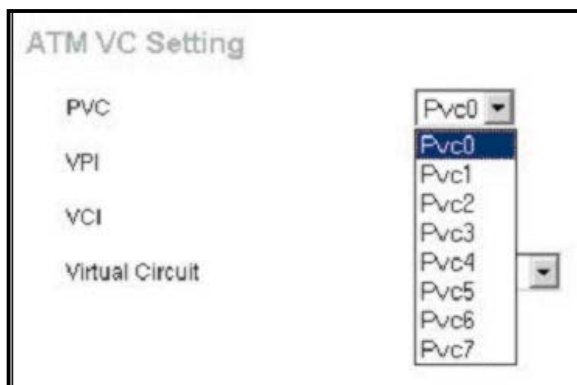 ATM VC Setting
PVC
Pvc0
VPI
Pvc0
Pvc1
VCI
Pvc2
Pvc3
Virtual Circuit
Pvc4
Pvc5
Pvc6
Pvc7